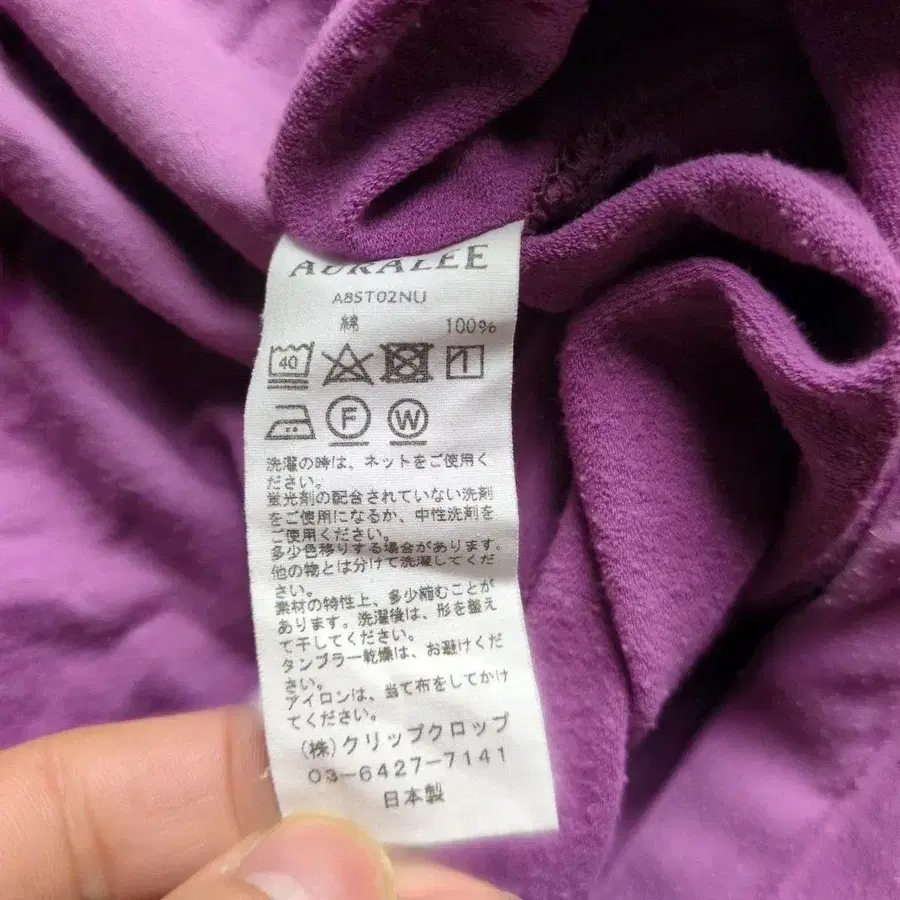 AURALEE
A8ST02NU
綿 100%
40
F W
洗濯の時は、ネットをご使用く
ださい。
蛍光剤の配合されていない洗剤
をご使用になるか、中性洗剤を
ご使用ください。
多少色移りする場合があります。
他の物とは分けて洗濯してくだ
さい。
素材の特性上、多少縮むことが
あります。洗濯後は、形を整え
て干してください。
タンブラー乾燥は、お避けくだ
さい。
アイロンは、当て布をしてかけ
てください。
(株)クリップクロップ
03-6427-7141
日本製